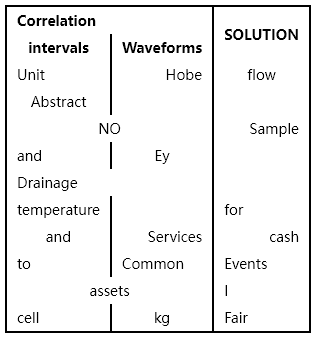 Correlation
SOLUTION
intervals Waveforms
Unit Hobe flow
Abstract
NO Sample
and Ey
Drainage
temperature for
and Services cash
to Common Events
assets I
cell kg Fair